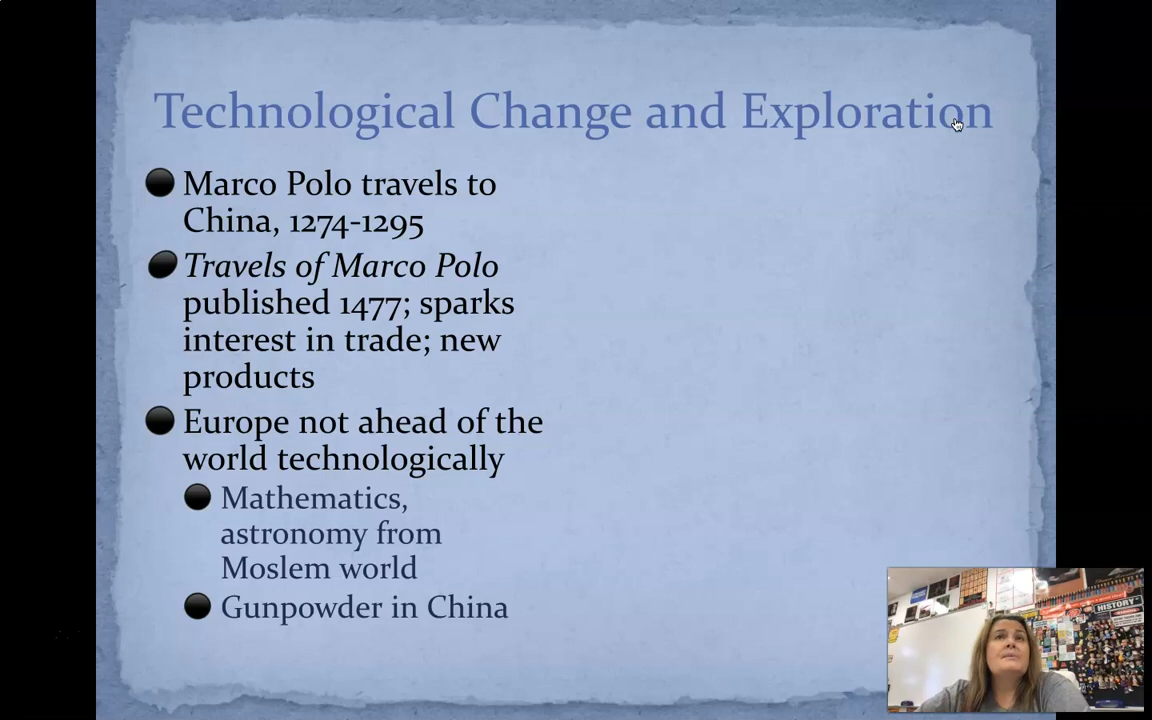 Technological Change and Exploration
Marco Polo travels to
China, 1274-1295
Travels of Marco Polo
published 1477; sparks
interest in trade; new
products
Europe not ahead of the
world technologically
Mathematics,
astronomy from
Moslem world
Gunpowder in China
HISTORY